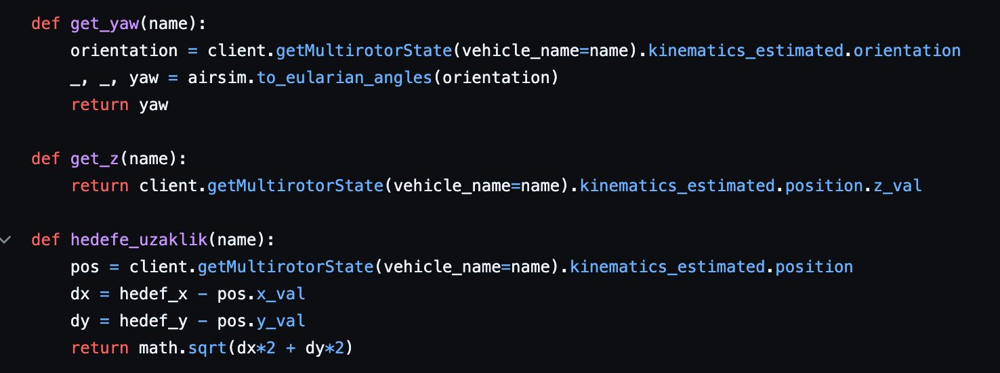 def get_yaw(name):
    orientation = client.getMultirotorState(vehicle_name=name).kinematics_estimated.orientation
    _, _, yaw = airsim.to_eularian_angles(orientation)
    return yaw

def get_z(name):
    return client.getMultirotorState(vehicle_name=name).kinematics_estimated.position.z_val

def hedefe_uzaklik(name):
    pos = client.getMultirotorState(vehicle_name=name).kinematics_estimated.position
    dx = hedef_x - pos.x_val
    dy = hedef_y - pos.y_val
    return math.sqrt(dx*2 + dy*2)